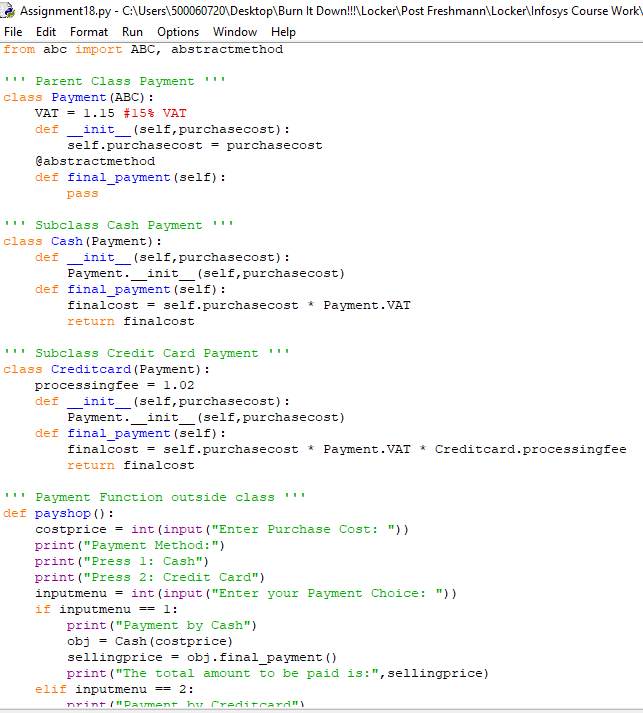 Assignment18.py - C:\Users\500060720\Desktop\Burn It Down!!!\Locker\Post Freshmann\Locker\Infosys Course Work\
File Edit Format Run Options Window Help
from abc import ABC, abstractmethod

''' Parent Class Payment '''
class Payment(ABC):
    VAT = 1.15 #15% VAT
    def __init__(self,purchasecost):
        self.purchasecost = purchasecost
    @abstractmethod
    def final_payment(self):
        pass

''' Subclass Cash Payment '''
class Cash(Payment):
    def __init__(self,purchasecost):
        Payment.__init__(self,purchasecost)
    def final_payment(self):
        finalcost = self.purchasecost * Payment.VAT
        return finalcost

''' Subclass Credit Card Payment '''
class Creditcard(Payment):
    processingfee = 1.02
    def __init__(self,purchasecost):
        Payment.__init__(self,purchasecost)
    def final_payment(self):
        finalcost = self.purchasecost * Payment.VAT * Creditcard.processingfee
        return finalcost

''' Payment Function outside class '''
def payshop():
    costprice = int(input("Enter Purchase Cost: "))
    print("Payment Method:")
    print("Press 1: Cash")
    print("Press 2: Credit Card")
    inputmenu = int(input("Enter your Payment Choice: "))
    if inputmenu == 1:
        print("Payment by Cash")
        obj = Cash(costprice)
        sellingprice = obj.final_payment()
        print("The total amount to be paid is:",sellingprice)
    elif inputmenu == 2:
        print("Payment by Creditcard")